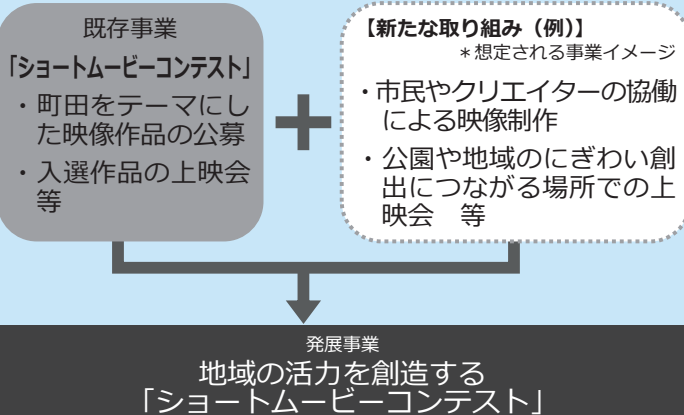 既存事業
「ショートムービーコンテスト」
・町田をテーマにし
た映像作品の公募
・入選作品の上映会
等
【新たな取り組み（例）】
＊想定される事業イメージ
・市民やクリエイターの協働
による映像制作
・公園や地域のにぎわい創
出につながる場所での上
映会　等
発展事業
地域の活力を創造する
「ショートムービーコンテスト」